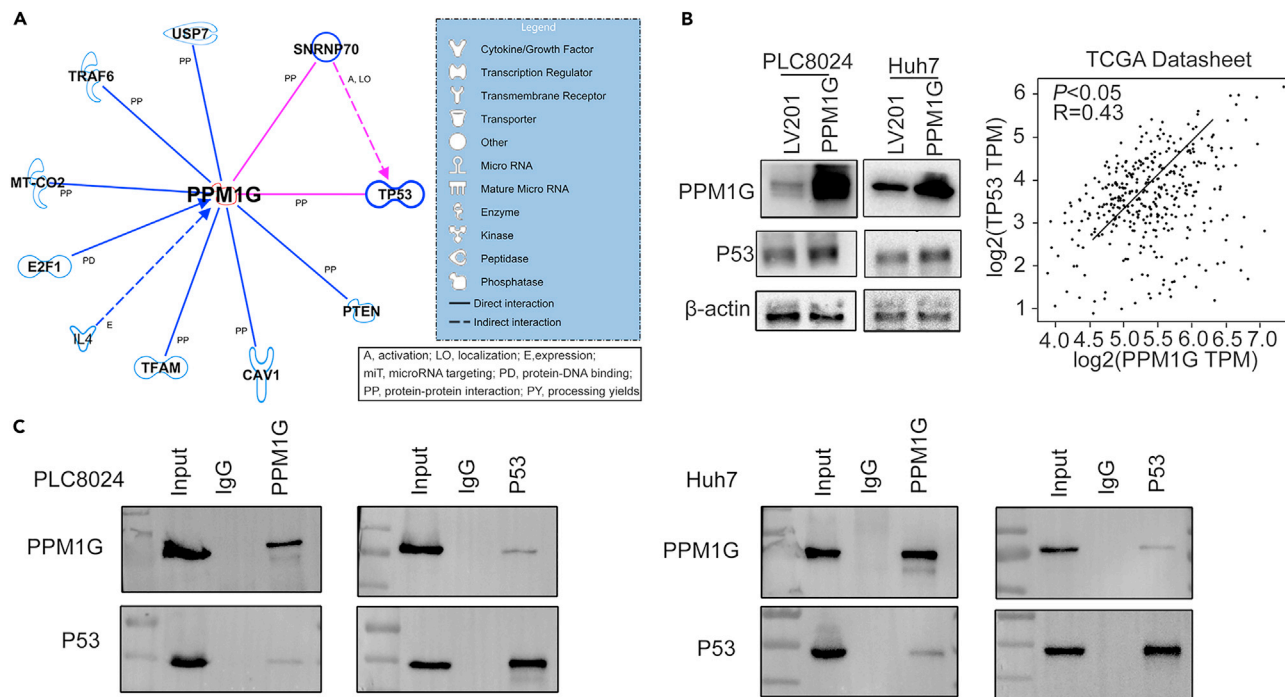 A
USP7
SNRNP70
TRAF6
PP
PP
PP
A, LO
MT-CO2
PP
PPM1G
PP
TP53
E2F1
PD
PP
PTEN
IL4
E
PP
TFAM
PP
CAV1
Legend
Cytokine/Growth Factor
Transcription Regulator
Transmembrane Receptor
Transporter
Other
Micro RNA
Mature Micro RNA
Enzyme
Kinase
Peptidase
Phosphatase
Direct interaction
Indirect interaction
A, activation; LO, localization; E,expression;
miT, microRNA targeting; PD, protein-DNA binding;
PP, protein-protein interaction; PY, processing yields
B
PLC8024
Huh7
LV201
PPM1G
LV201
PPM1G
PPM1G
P53
β-actin
TCGA Datasheet
P<0.05
R=0.43
log2(TP53 TPM)
6
5
4
3
2
1
4.0 4.5 5.0 5.5 6.0 6.5 7.0
log2(PPM1G TPM)
C
PLC8024
Input
IgG
PPM1G
Input
IgG
P53
PPM1G
P53
Huh7
Input
IgG
PPM1G
Input
IgG
P53
PPM1G
P53